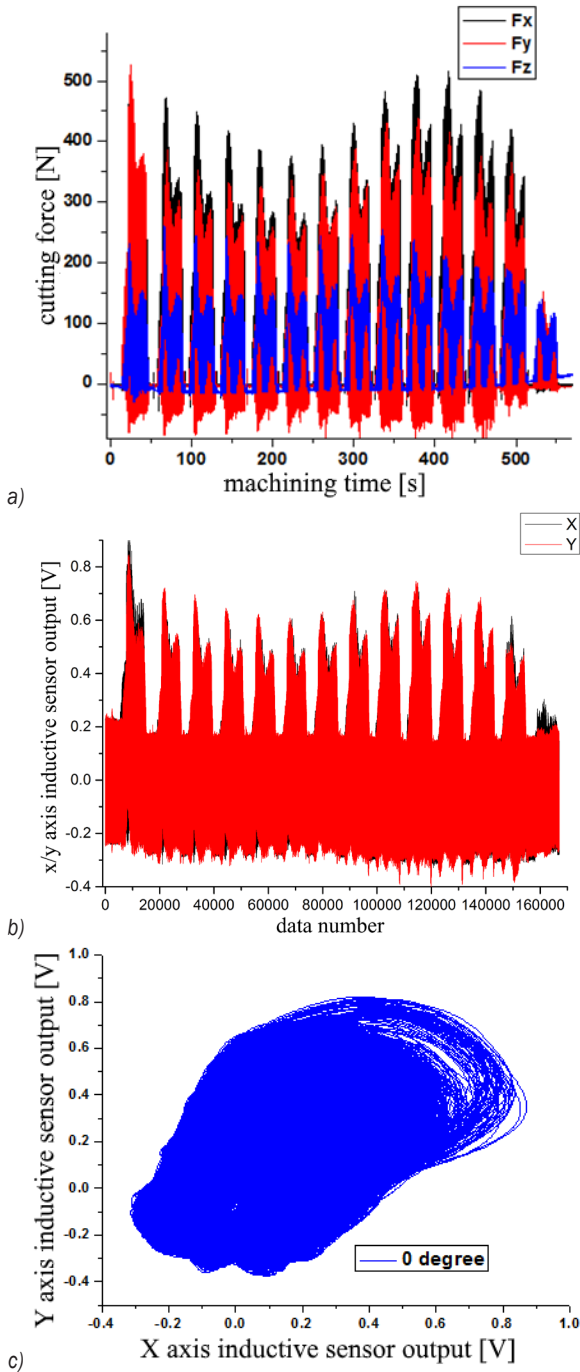 Fx
Fy
Fz
cutting force [N]
500
400
300
200
100
0
0 100 200 300 400 500
machining time [s]
a)
X
Y
x/y axis inductive sensor output [V]
0.8
0.6
0.4
0.2
0.0
-0.2
-0.4
0 20000 40000 60000 80000 100000 120000 140000 160000
data number
b)
Y axis inductive sensor output [V]
1.0
0.8
0.6
0.4
0.2
0.0
-0.2
-0.4
0 degree
-0.4 -0.2 0.0 0.2 0.4 0.6 0.8 1.0
X axis inductive sensor output [V]
c)